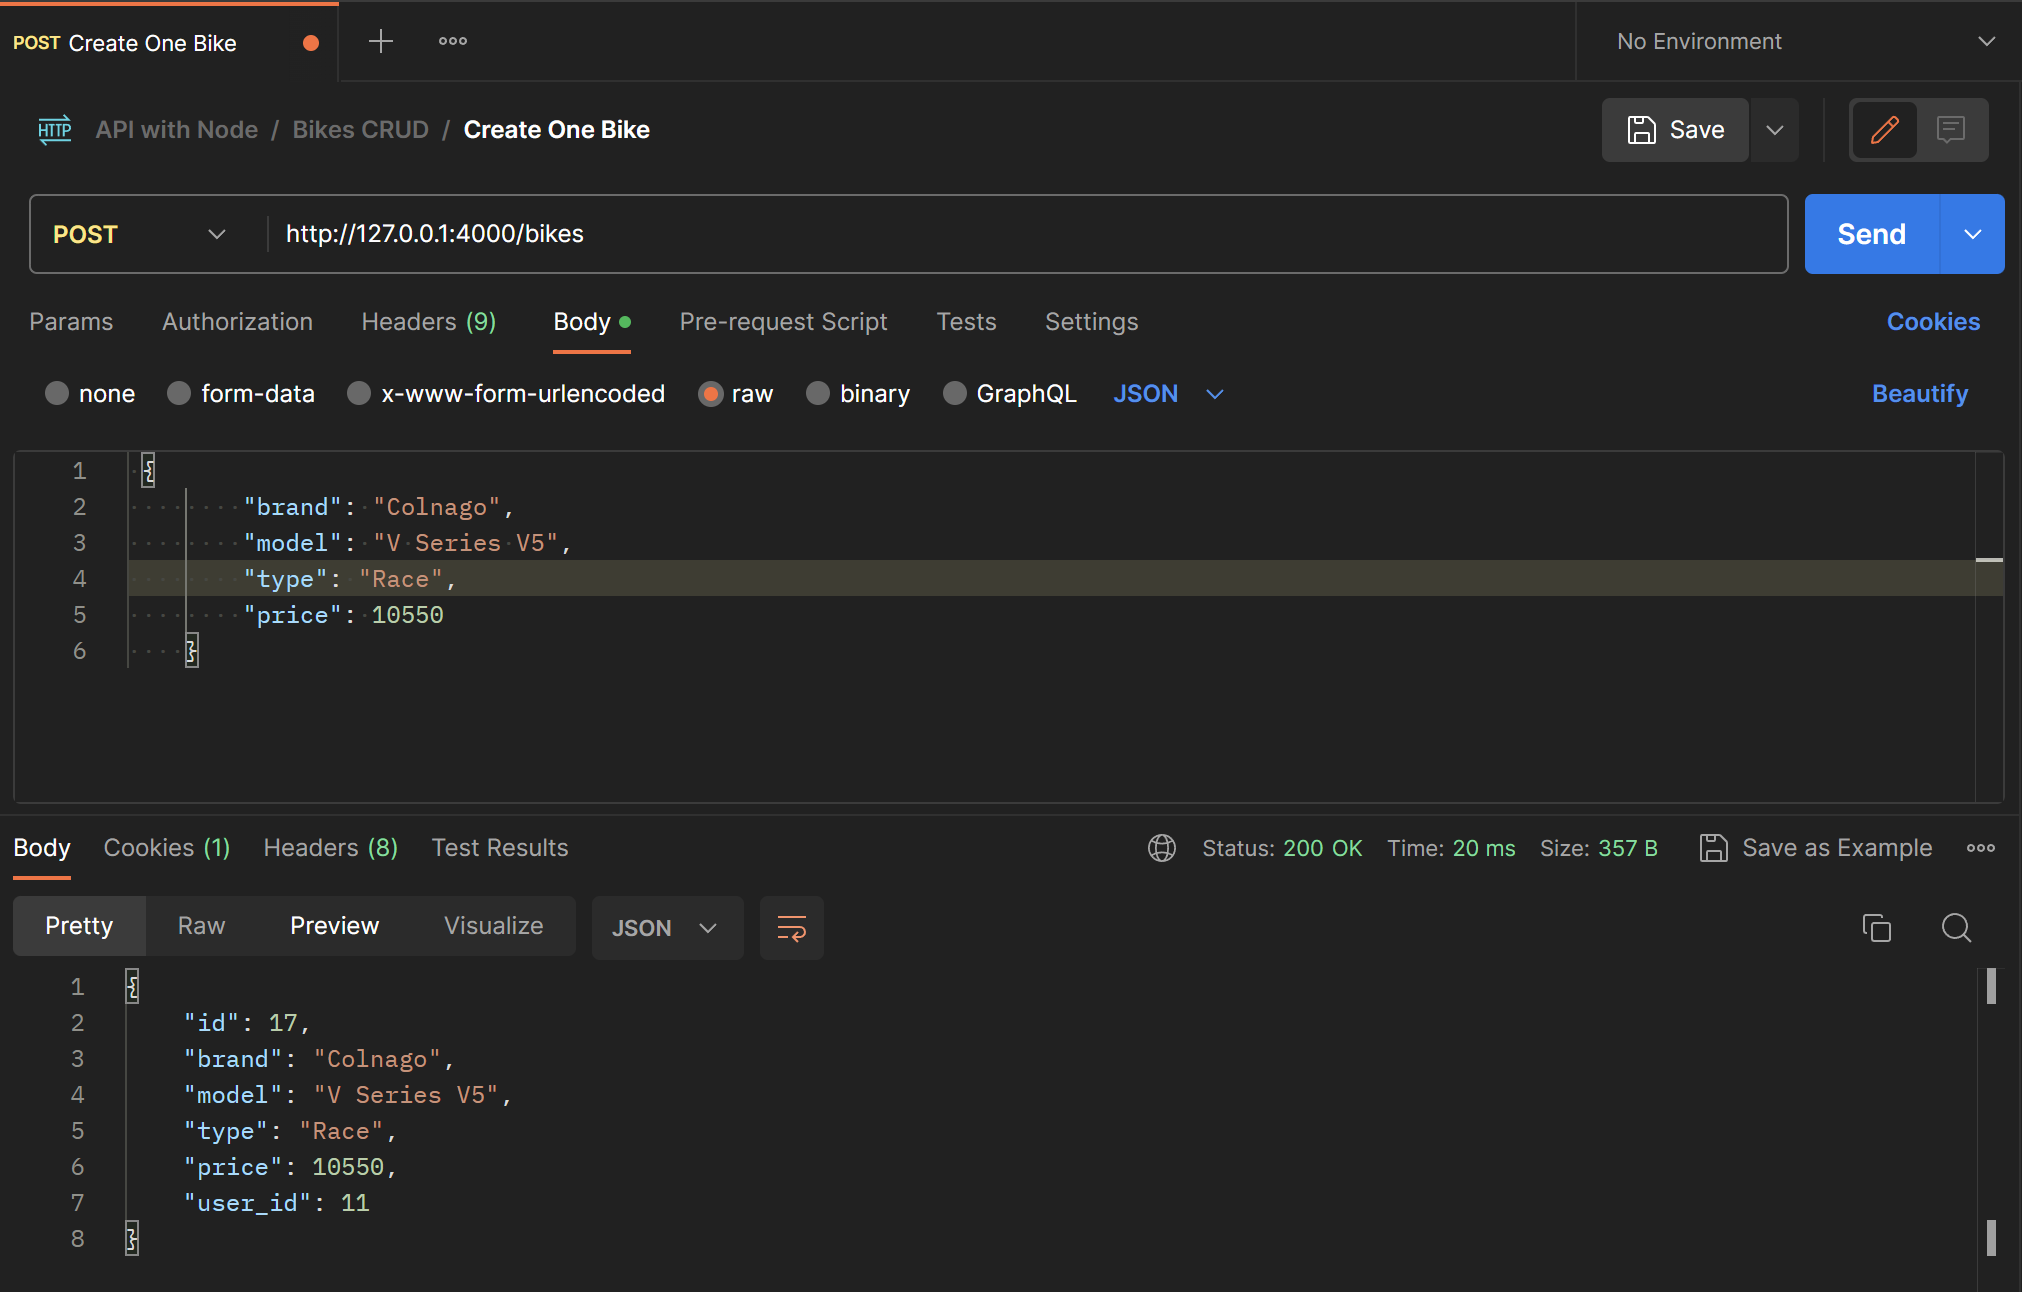 POST Create One Bike
No Environment
HTTP API with Node / Bikes CRUD / Create One Bike
Save
POST http://127.0.0.1:4000/bikes
Send
Params Authorization Headers (9) Body Pre-request Script Tests Settings Cookies
none form-data x-www-form-urlencoded raw binary GraphQL JSON Beautify
1 {
2 "brand": "Colnago",
3 "model": "V Series V5",
4 "type": "Race",
5 "price": 10550
6 }
Body Cookies (1) Headers (8) Test Results Status: 200 OK Time: 20 ms Size: 357 B Save as Example
Pretty Raw Preview Visualize JSON
1 {
2 "id": 17,
3 "brand": "Colnago",
4 "model": "V Series V5",
5 "type": "Race",
6 "price": 10550,
7 "user_id": 11
8 }